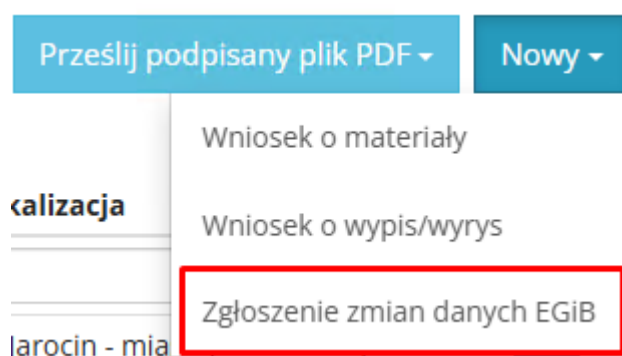 Prześlij podpisany plik PDF
Nowy
Wniosek o materiały
kalizacja
Wniosek o wypis/wyrys
Zgłoszenie zmian danych EGiB
Jarocin - mia